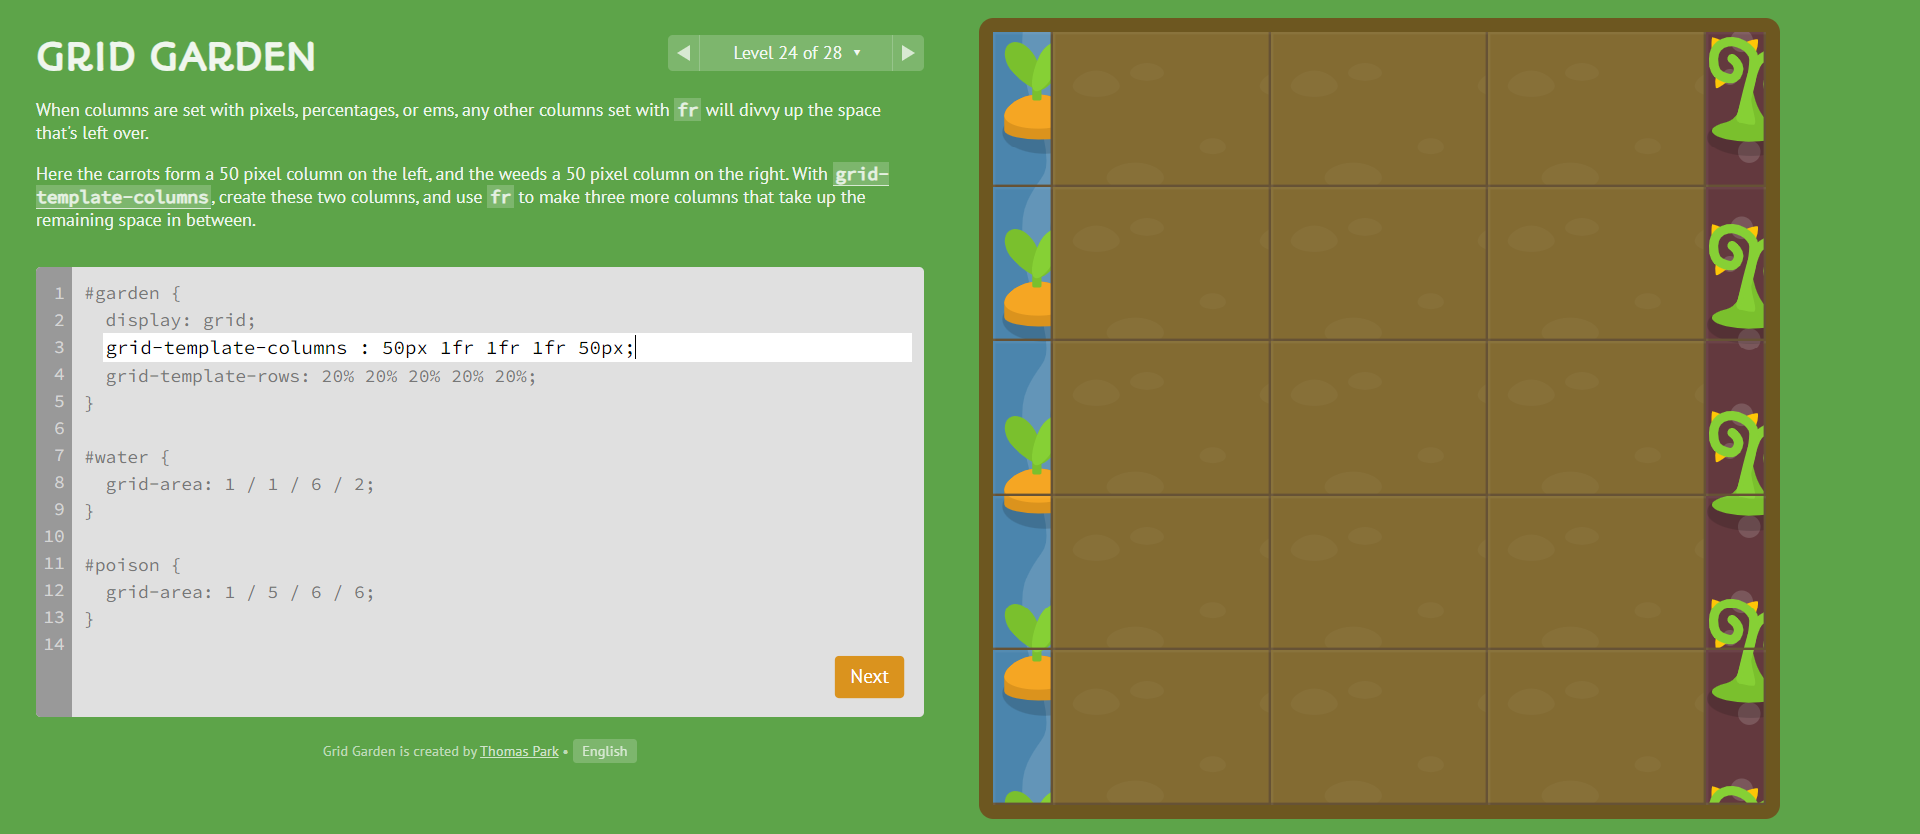 GRID GARDEN
◀ Level 24 of 28 ▼ ▶
When columns are set with pixels, percentages, or ems, any other columns set with fr will divvy up the space
that's left over.
Here the carrots form a 50 pixel column on the left, and the weeds a 50 pixel column on the right. With grid-
template-columns, create these two columns, and use fr to make three more columns that take up the
remaining space in between.
1 #garden {
2 display: grid;
3 grid-template-columns : 50px 1fr 1fr 1fr 50px;
4 grid-template-rows: 20% 20% 20% 20% 20%;
5 }
6
7 #water {
8 grid-area: 1 / 1 / 6 / 2;
9 }
10
11 #poison {
12 grid-area: 1 / 5 / 6 / 6;
13 }
14
Next
Grid Garden is created by Thomas Park • English